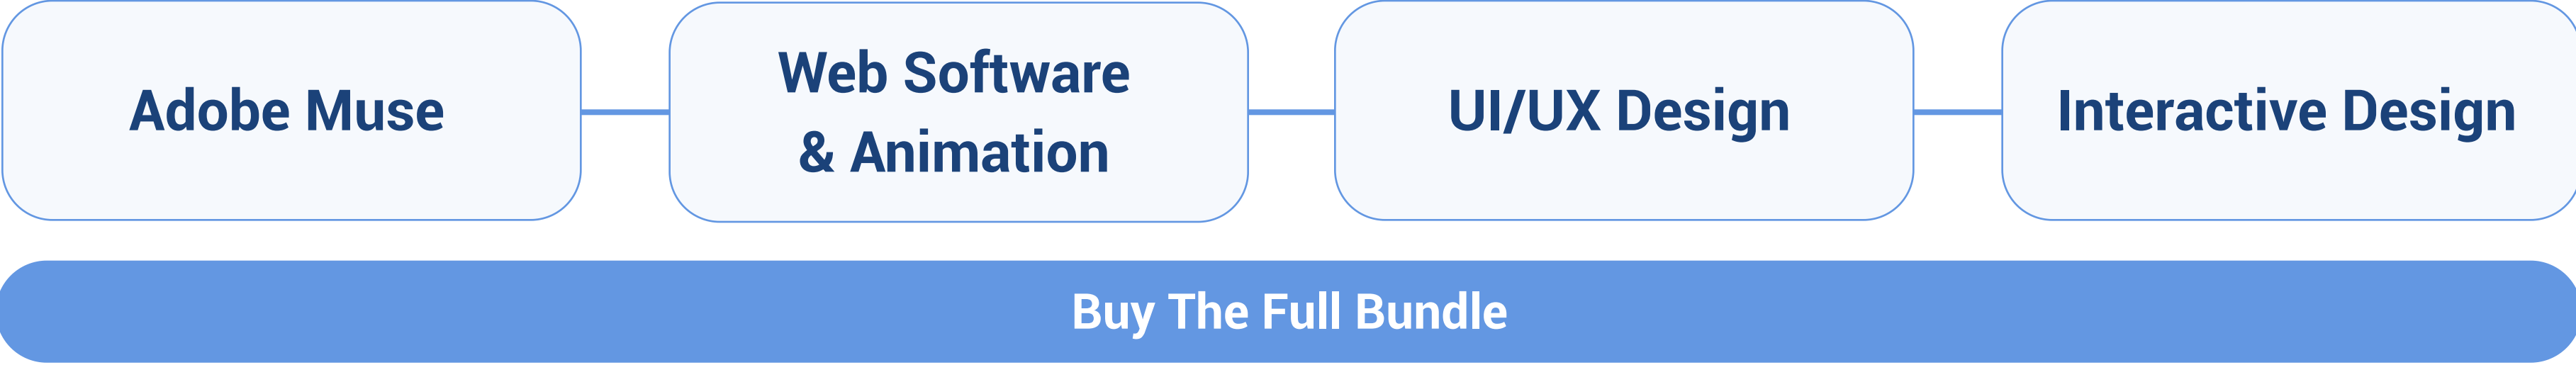 Adobe Muse
Web Software
& Animation
UI/UX Design
Interactive Design
Buy The Full Bundle